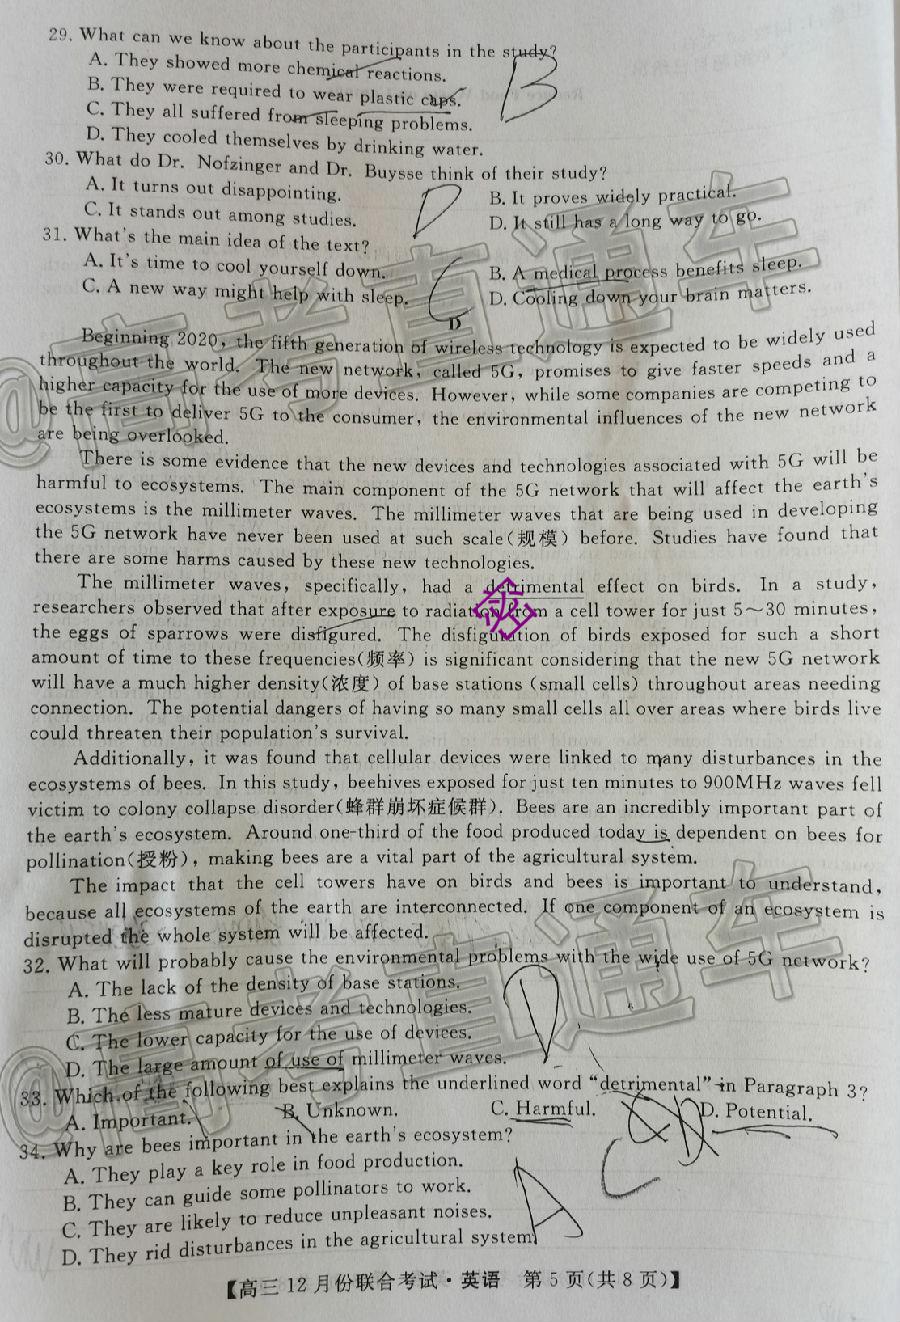 29. What can we know about the participants in the study?
A. They showed more chemical reactions.
B. They were required to wear plastic caps.
C. They all suffered from sleeping problems.
D. They cooled themselves by drinking water.
B
30. What do Dr. Nofzinger and Dr. Buysse think of their study?
A. It turns out disappointing.
B. It proves widely practical.
C. It stands out among studies.
D. It still has a long way to go.
D
31. What's the main idea of the text?
A. It's time to cool yourself down.
B. A medical process benefits sleep.
C. A new way might help with sleep.
D. Cooling down your brain matters.
C
D
Beginning 2020, the fifth generation of wireless technology is expected to be widely used
throughout the world. The new network, called 5G, promises to give faster speeds and a
higher capacity for the use of more devices. However, while some companies are competing to
be the first to deliver 5G to the consumer, the environmental influences of the new network
are being overlooked.
There is some evidence that the new devices and technologies associated with 5G will be
harmful to ecosystems. The main component of the 5G network that will affect the earth's
ecosystems is the millimeter waves. The millimeter waves that are being used in developing
the 5G network have never been used at such scale(规模) before. Studies have found that
there are some harms caused by these new technologies.
The millimeter waves, specifically, had a detrimental effect on birds. In a study,
researchers observed that after exposure to radiation from a cell tower for just 5~30 minutes,
the eggs of sparrows were disfigured. The disfiguration of birds exposed for such a short
amount of time to these frequencies(频率) is significant considering that the new 5G network
will have a much higher density(浓度) of base stations (small cells) throughout areas needing
connection. The potential dangers of having so many small cells all over areas where birds live
could threaten their population's survival.
Additionally, it was found that cellular devices were linked to many disturbances in the
ecosystems of bees. In this study, beehives exposed for just ten minutes to 900MHz waves fell
victim to colony collapse disorder(蜂群崩坏症候群). Bees are an incredibly important part of
the earth's ecosystem. Around one-third of the food produced today is dependent on bees for
pollination(授粉), making bees are a vital part of the agricultural system.
The impact that the cell towers have on birds and bees is important to understand,
because all ecosystems of the earth are interconnected. If one component of an ecosystem is
disrupted the whole system will be affected.
32. What will probably cause the environmental problems with the wide use of 5G network?
A. The lack of the density of base stations.
B. The less mature devices and technologies.
C. The lower capacity for the use of devices.
D. The large amount of use of millimeter waves.
D
33. Which of the following best explains the underlined word "detrimental" in Paragraph 3?
A. Important.
B. Unknown.
C. Harmful.
D. Potential.
C
34. Why are bees important in the earth's ecosystem?
A. They play a key role in food production.
B. They can guide some pollinators to work.
C. They are likely to reduce unpleasant noises.
D. They rid disturbances in the agricultural system.
A
【高三12月份联合考试·英语 第5页(共8页)】
@高考直通车
@高考直通车
密